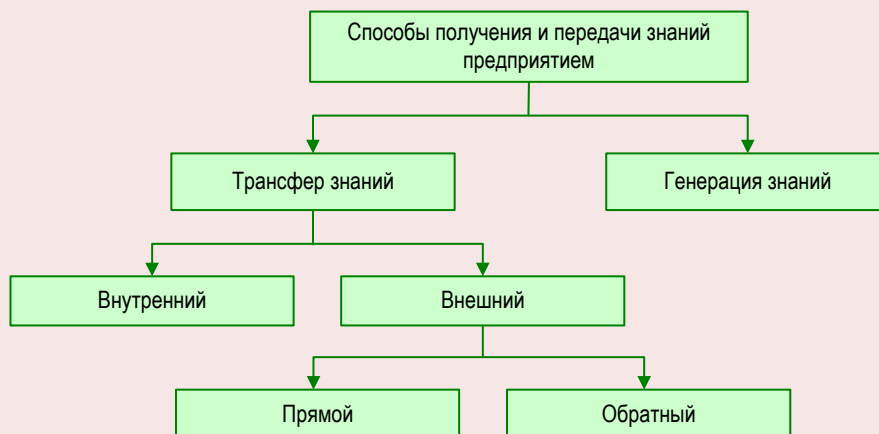 Способы получения и передачи знаний
предприятием
Трансфер знаний
Генерация знаний
Внутренний
Внешний
Прямой
Обратный